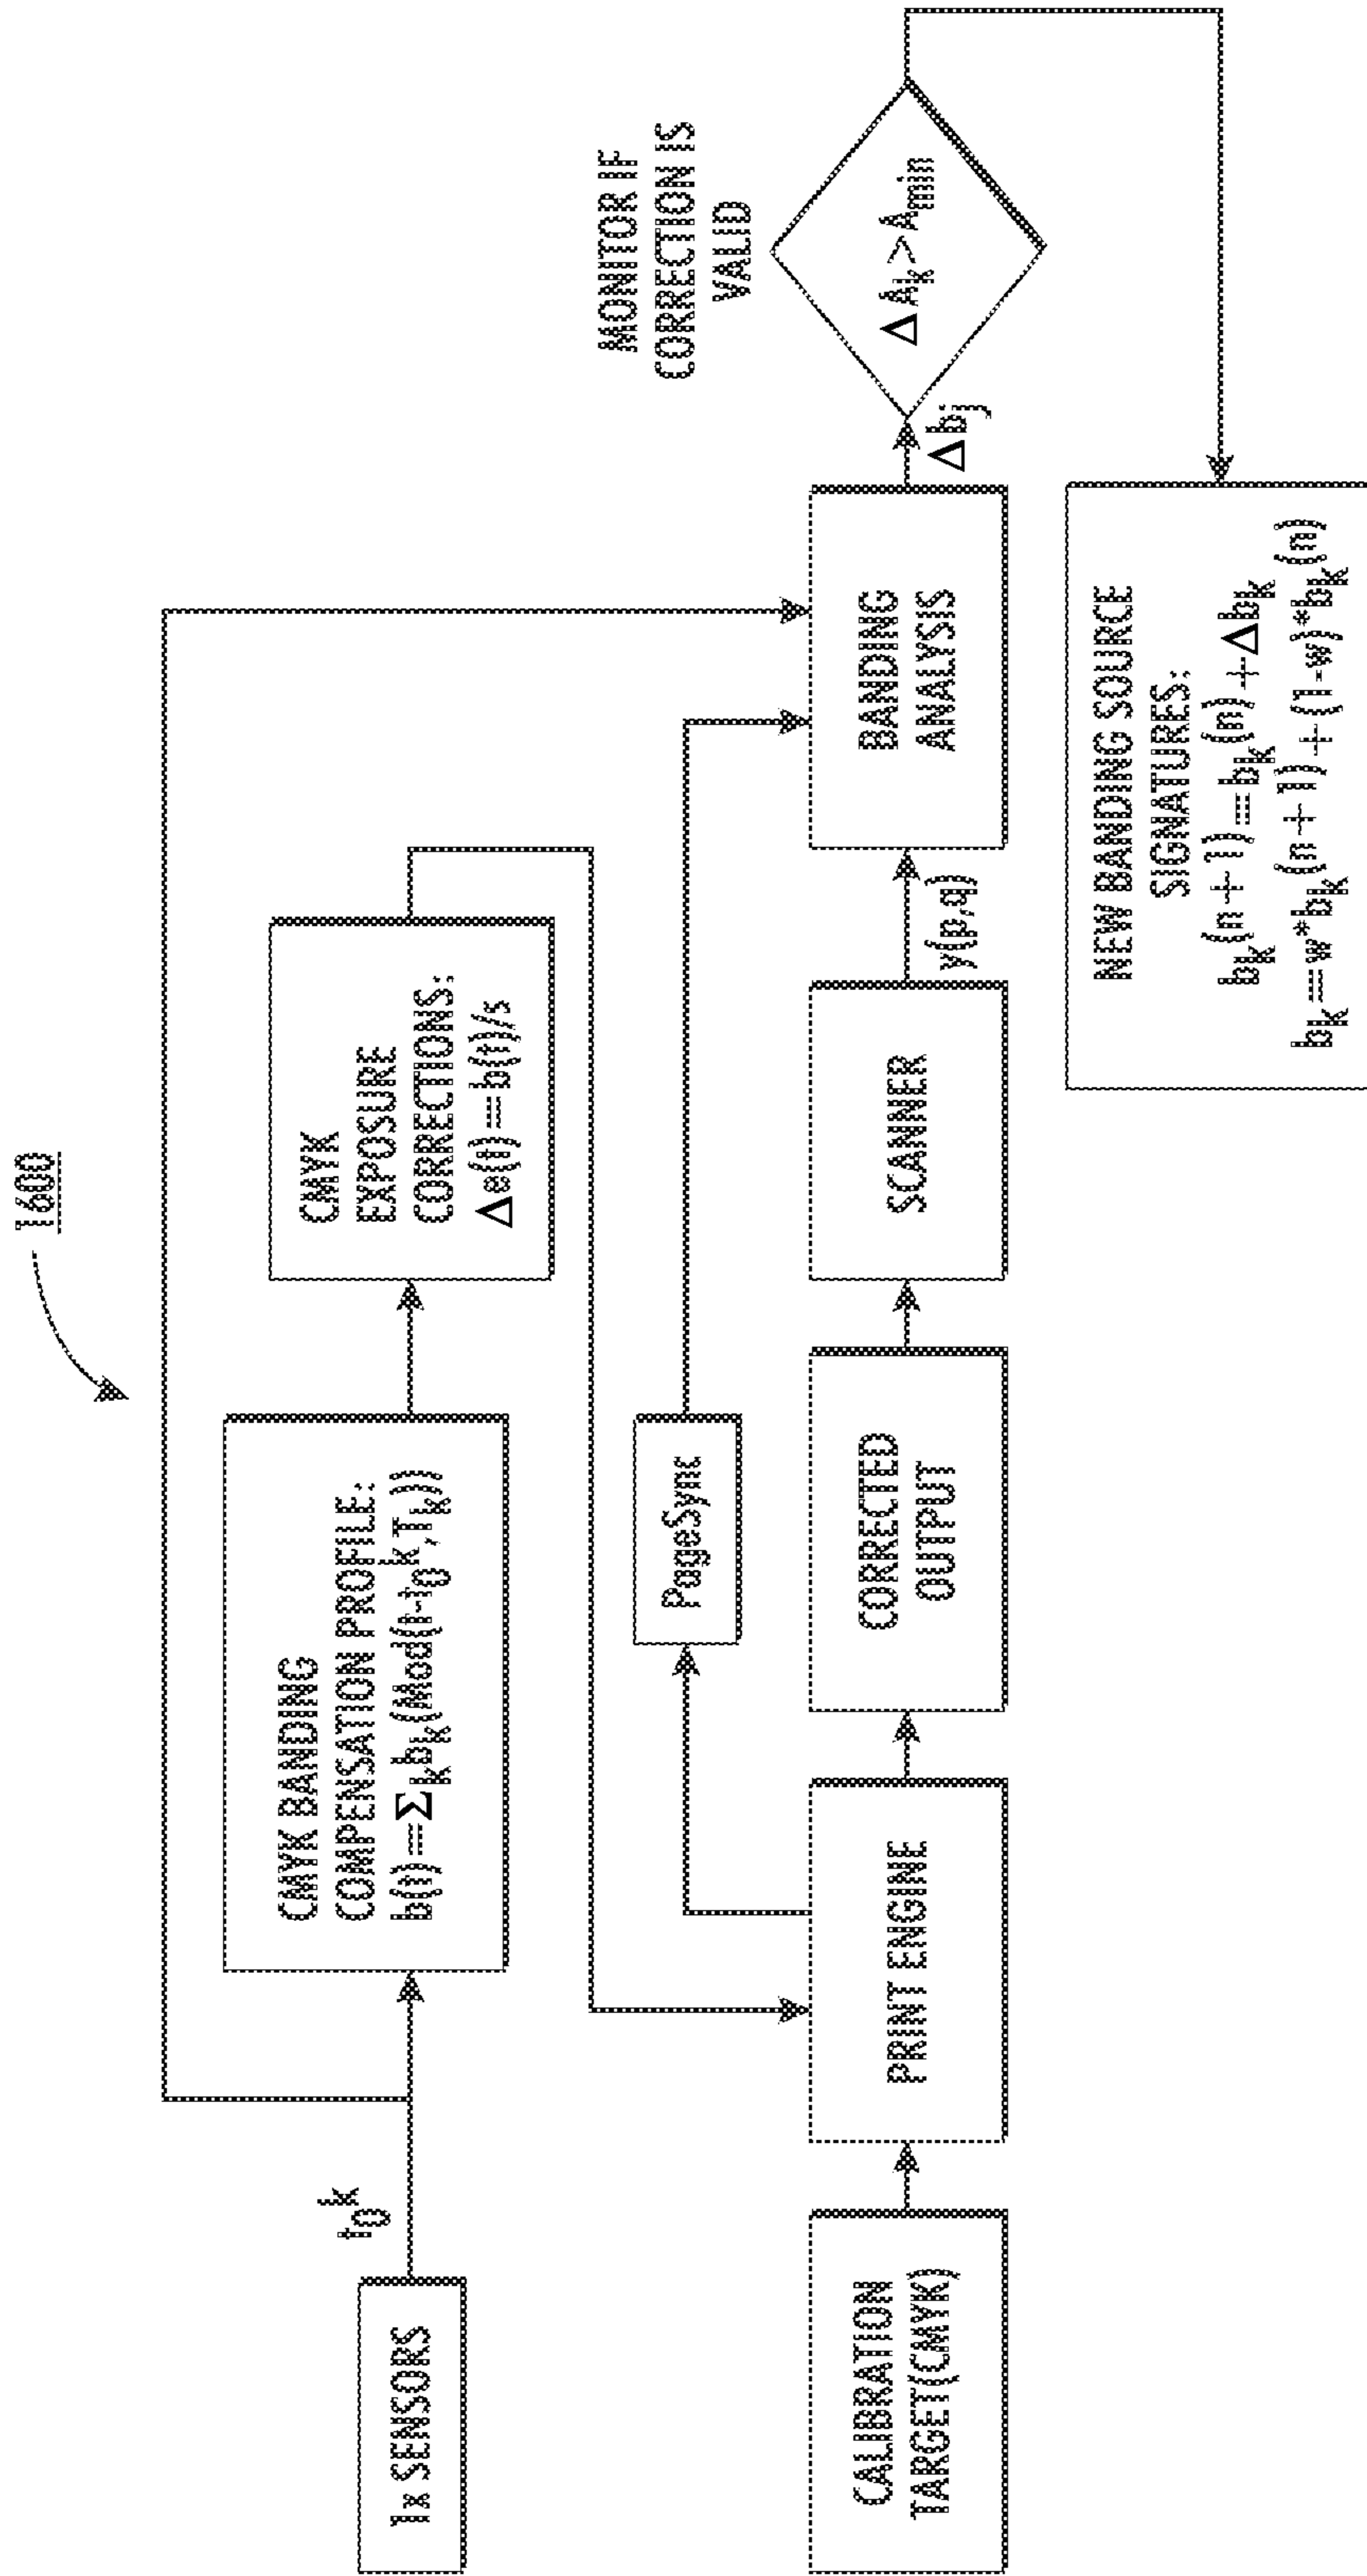 1600
1x SENSORS
t₀ᵏ
CMYK BANDING
COMPENSATION PROFILE:
b(t)=Σₖbₖ(Mod(t-t₀ᵏ,Tₖ))
CMYK
EXPOSURE
CORRECTIONS:
Δe(t)=b(t)/s
PageSync
CALIBRATION
TARGET(CMYK)
PRINT ENGINE
CORRECTED
OUTPUT
SCANNER
y(p,q)
BANDING
ANALYSIS
Δbⱼ
MONITOR IF
CORRECTION IS
VALID
ΔAₖ>Aₘᵢₙ
NEW BANDING SOURCE
SIGNATURES:
bₖ(n+1)=bₖ(n)+Δbₖ
bₖ=w*bₖ(n+1)+(1-w)*bₖ(n)